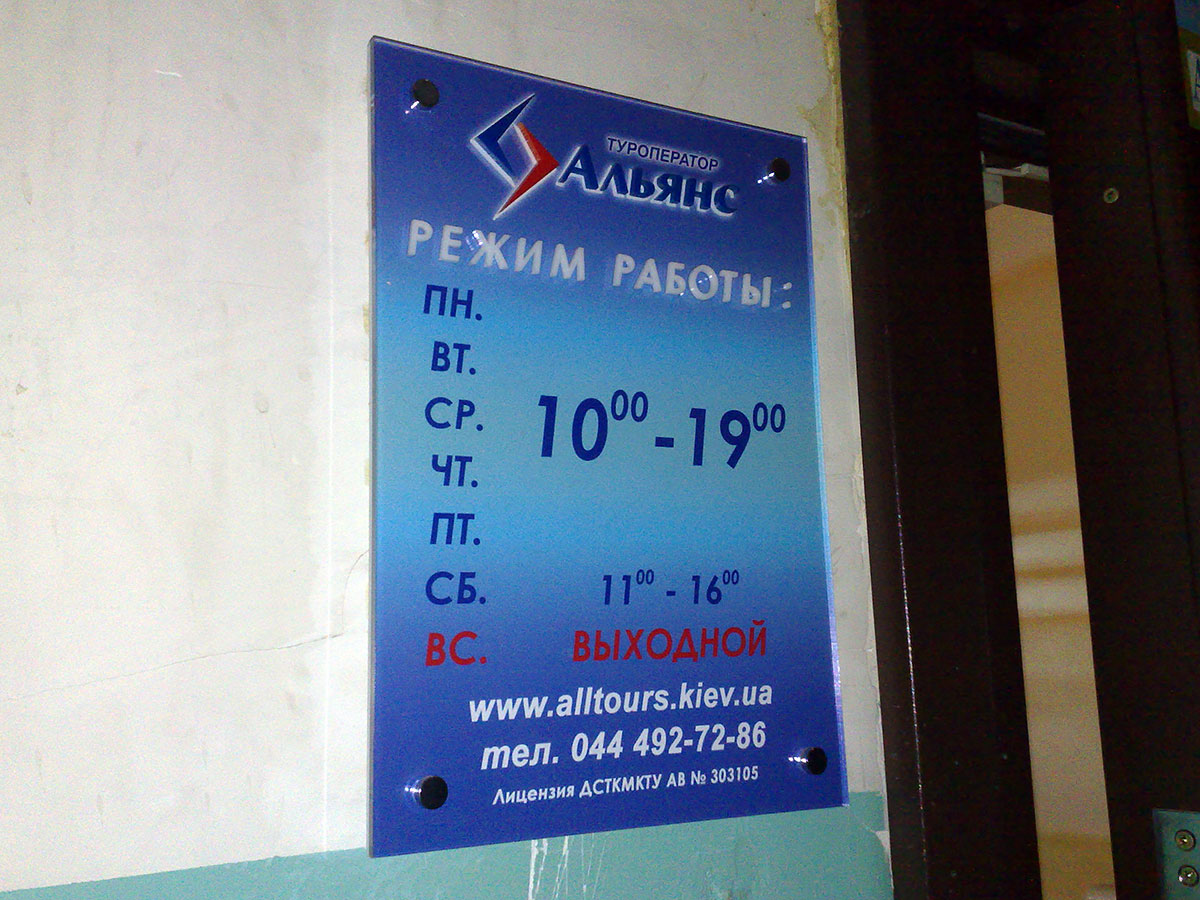 ТУРОПЕРАТОР
Альянс
РЕЖИМ РАБОТЫ:
ПН.
ВТ.
СР. 10⁰⁰ - 19⁰⁰
ЧТ.
ПТ.
СБ. 11⁰⁰ - 16⁰⁰
ВС. ВЫХОДНОЙ
www.alltours.kiev.ua
тел. 044 492-72-86
Лицензия ДСТКМКТУ АВ № 303105